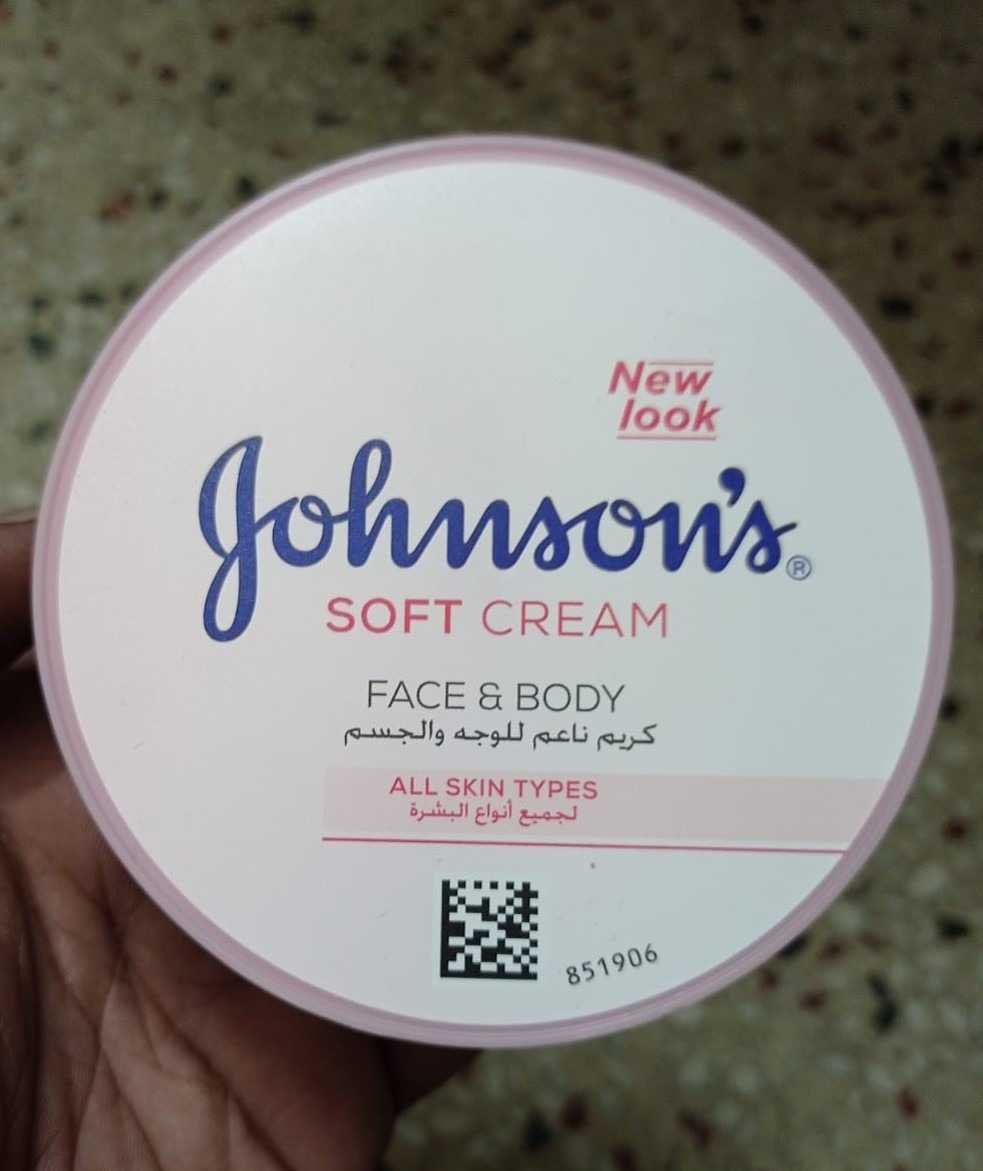 New
look
Johnson's®
SOFT CREAM
FACE & BODY
كريم ناعم للوجه والجسم
ALL SKIN TYPES
لجميع أنواع البشرة
851906